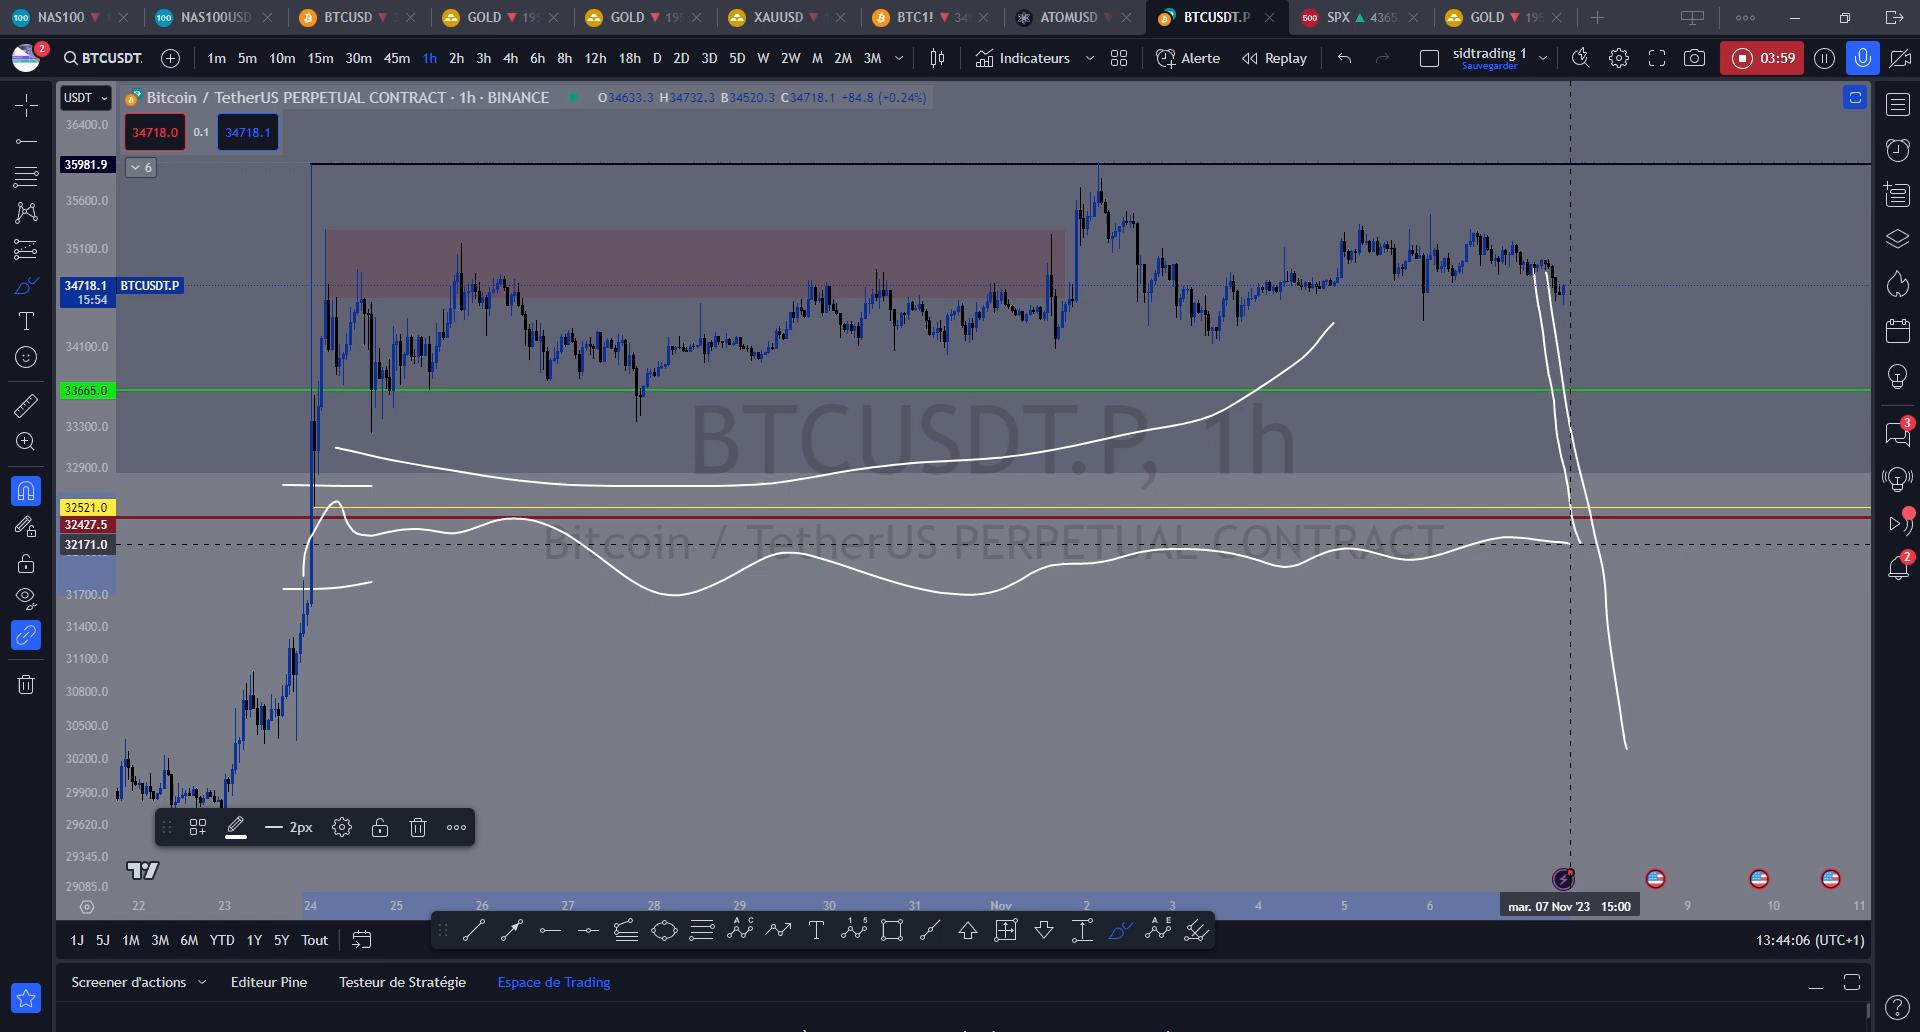 NAS100
NAS100USD
BTCUSD
GOLD 195
GOLD 195
XAUUSD
BTC1!
ATOMUSD
BTCUSDT.P
SPX 4365
GOLD 195
2
BTCUSDT.
1m 5m 10m 15m 30m 45m 1h 2h 3h 4h 6h 8h 12h 18h D 2D 3D 5D W 2W M 2M 3M
Indicateurs
Alerte
Replay
sidtrading 1
Sauvegarder
03:59
USDT
Bitcoin / TetherUS PERPETUAL CONTRACT · 1h · BINANCE
O34633.3 H34732.3 B34520.3 C34718.1 +84.8 (+0.24%)
34718.0 0.1 34718.1
6
36400.0
35981.9
35600.0
35100.0
34718.1 BTCUSDT.P
15:54
34100.0
33665.0
33300.0
32900.0
32521.0
32427.5
32171.0
31700.0
31400.0
31100.0
30800.0
30500.0
30200.0
29900.0
29620.0
29345.0
29085.0
BTCUSDT.P, 1h
Bitcoin / TetherUS PERPETUAL CONTRACT
2px
22 23 24 25 26 27 28 29 30 31 Nov 2 3 4 5 6 mar. 07 Nov '23 15:00 9 10 11
1J 5J 1M 3M 6M YTD 1Y 5Y Tout
13:44:06 (UTC+1)
Screener d'actions
Editeur Pine
Testeur de Stratégie
Espace de Trading
3
2